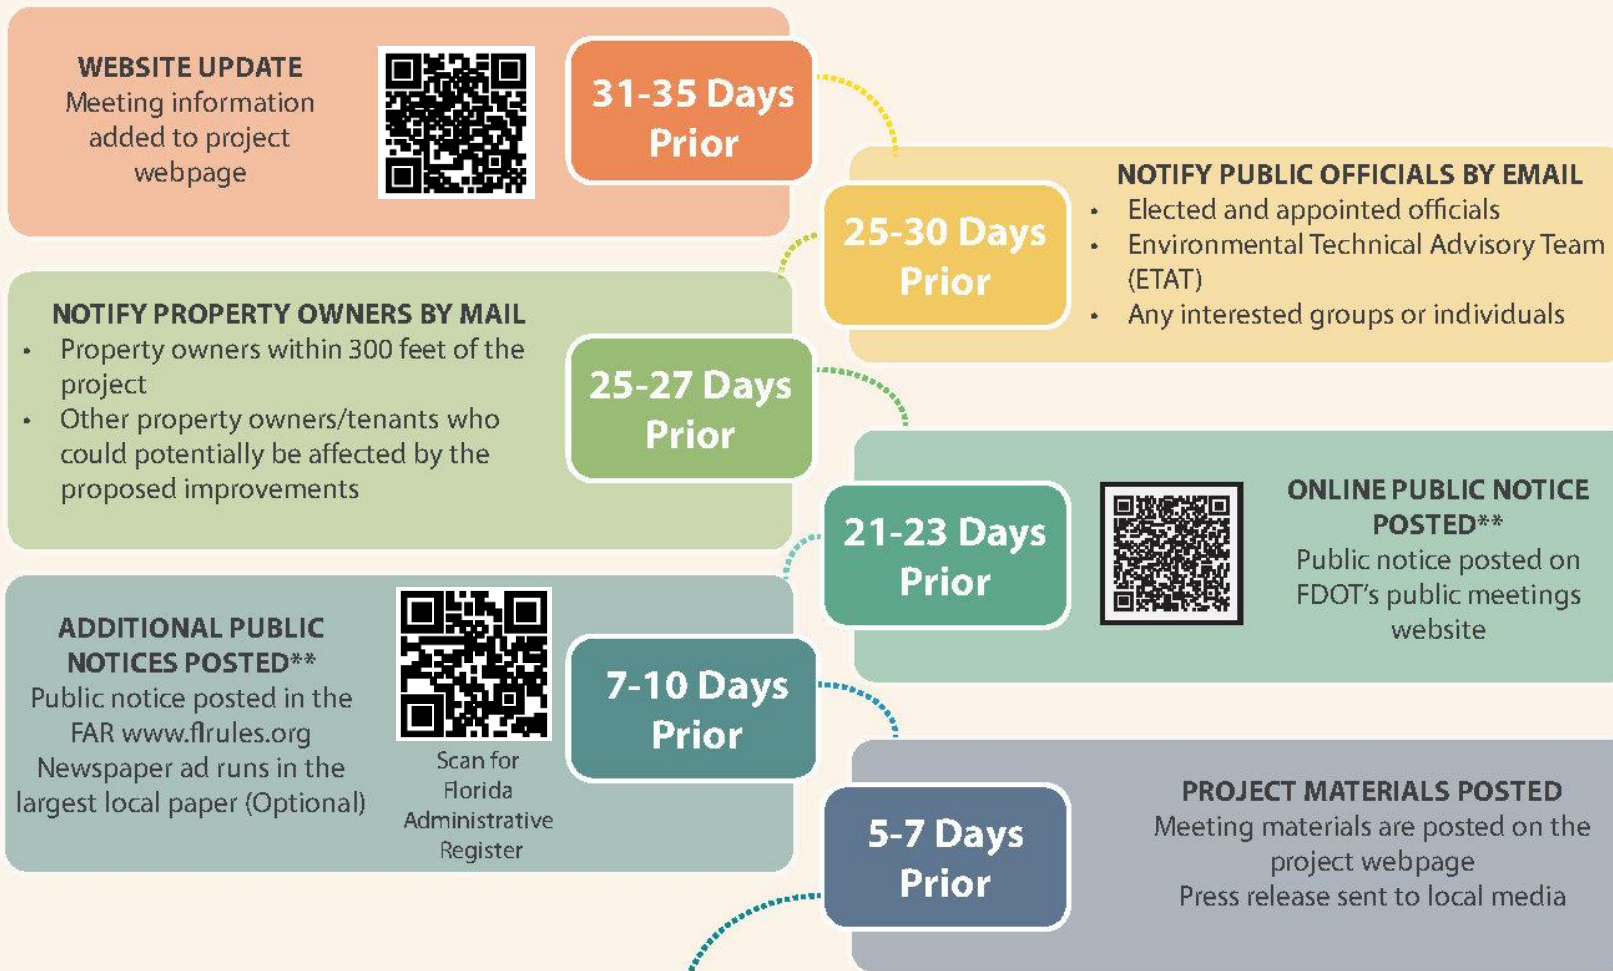 WEBSITE UPDATE
Meeting information
added to project
webpage
31-35 Days
Prior
NOTIFY PUBLIC OFFICIALS BY EMAIL
• Elected and appointed officials
• Environmental Technical Advisory Team
(ETAT)
• Any interested groups or individuals
25-30 Days
Prior
NOTIFY PROPERTY OWNERS BY MAIL
• Property owners within 300 feet of the
project
• Other property owners/tenants who
could potentially be affected by the
proposed improvements
25-27 Days
Prior
21-23 Days
Prior
ONLINE PUBLIC NOTICE
POSTED**
Public notice posted on
FDOT's public meetings
website
ADDITIONAL PUBLIC
NOTICES POSTED**
Public notice posted in the
FAR www.flrules.org
Newspaper ad runs in the
largest local paper (Optional)
Scan for
Florida
Administrative
Register
7-10 Days
Prior
5-7 Days
Prior
PROJECT MATERIALS POSTED
Meeting materials are posted on the
project webpage
Press release sent to local media